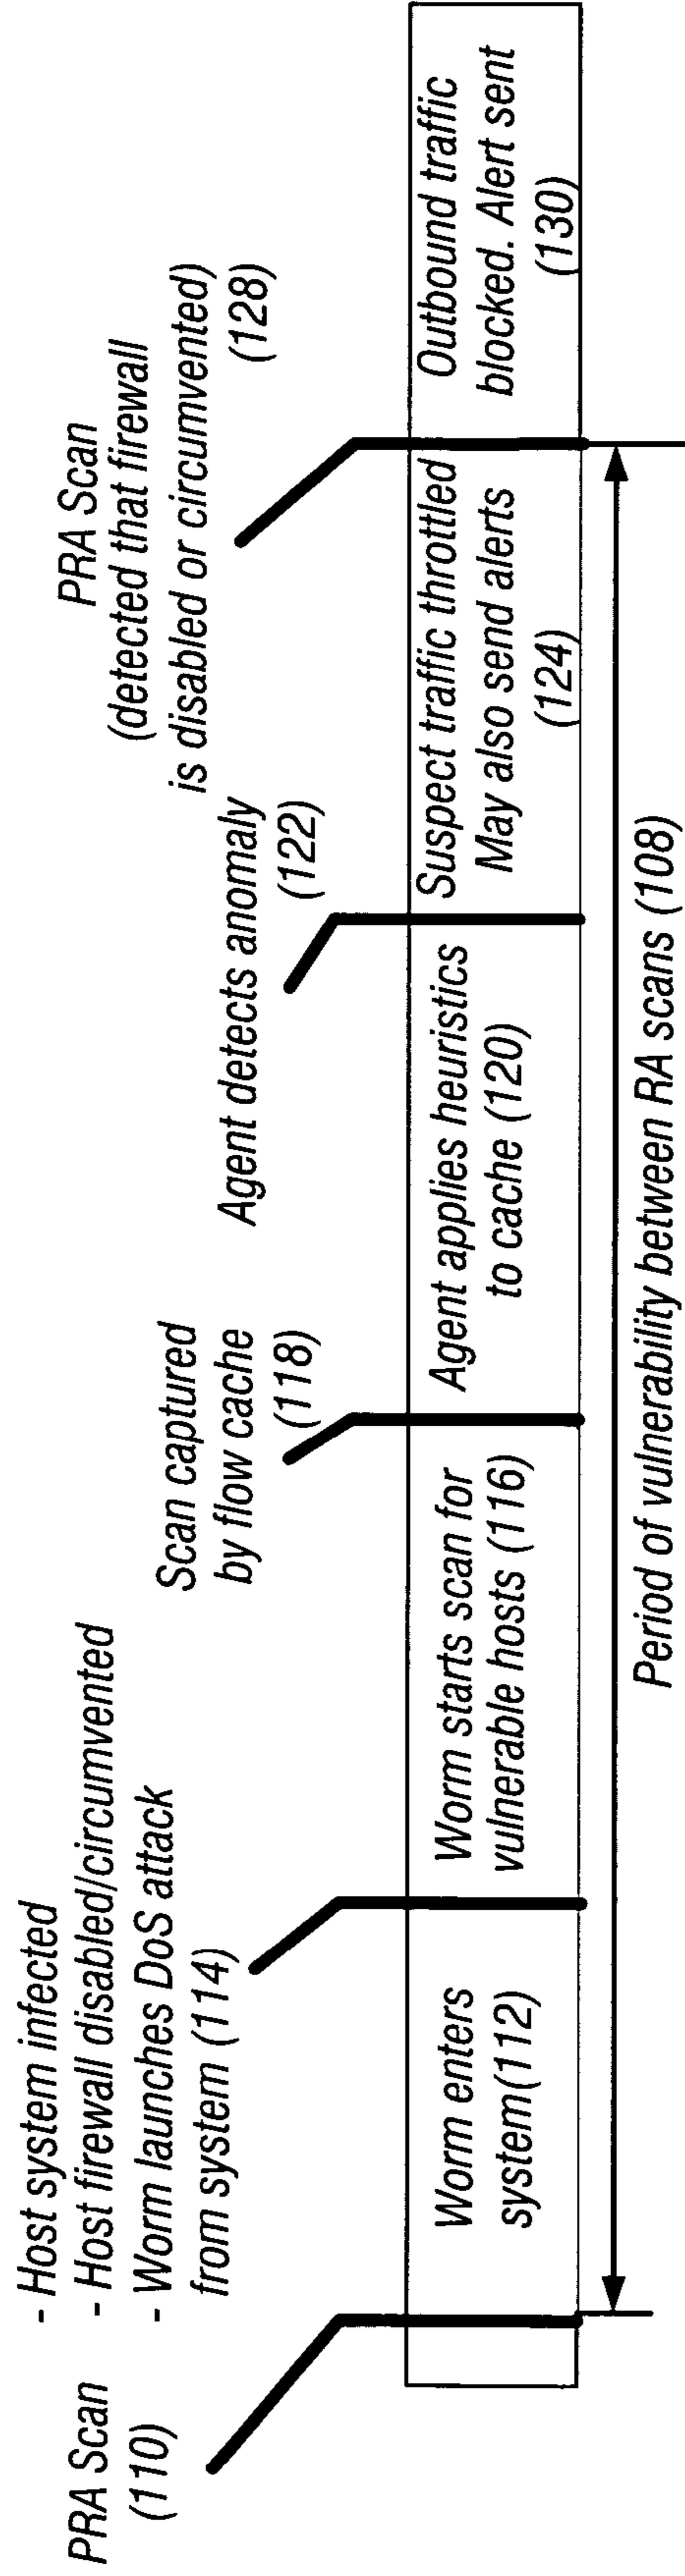 PRA Scan
(110)
- Host system infected
- Host firewall disabled/circumvented
- Worm launches DoS attack
from system (114)
Scan captured
by flow cache
(118)
Agent detects anomaly
(122)
PRA Scan
(detected that firewall
is disabled or circumvented)
(128)
Worm enters
system(112)
Worm starts scan for
vulnerable hosts (116)
Agent applies heuristics
to cache (120)
Suspect traffic throttled
May also send alerts
(124)
Outbound traffic
blocked. Alert sent
(130)
Period of vulnerability between RA scans (108)